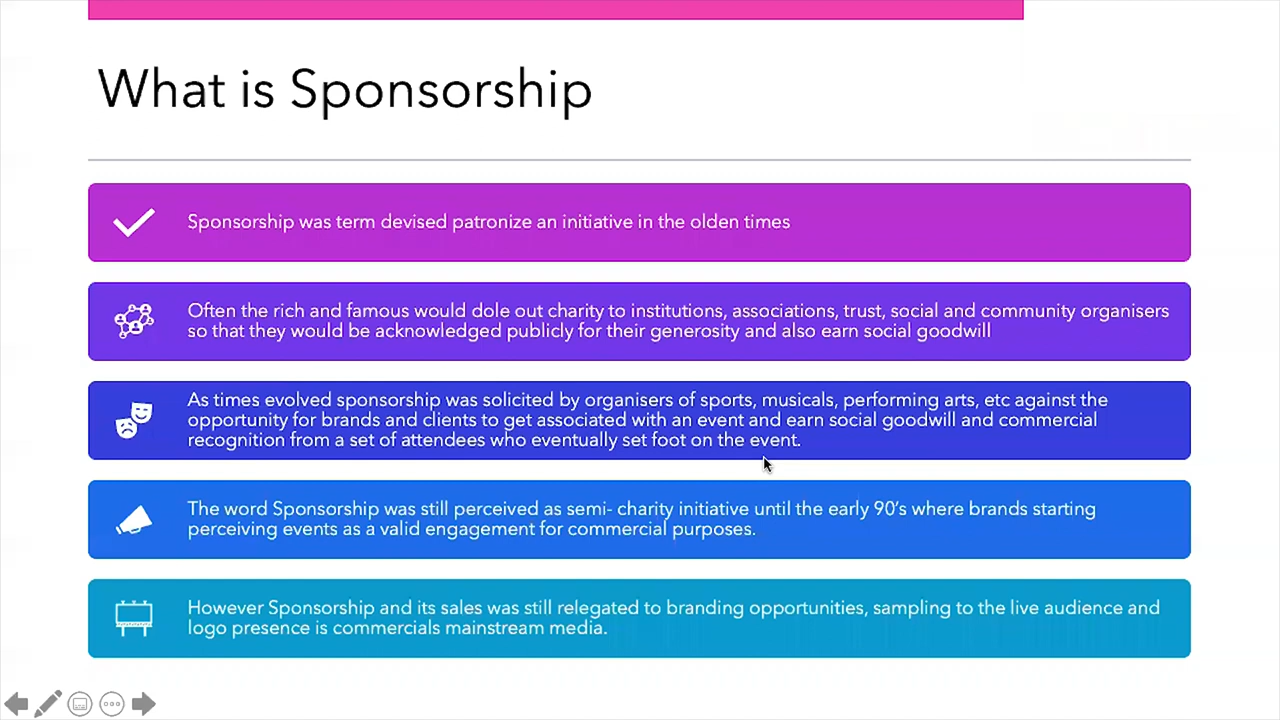 What is Sponsorship
Sponsorship was term devised patronize an initiative in the olden times
Often the rich and famous would dole out charity to institutions, associations, trust, social and community organisers
so that they would be acknowledged publicly for their generosity and also earn social goodwill
As times evolved sponsorship was solicited by organisers of sports, musicals, performing arts, etc against the
opportunity for brands and clients to get associated with an event and earn social goodwill and commercial
recognition from a set of attendees who eventually set foot on the event.
The word Sponsorship was still perceived as semi- charity initiative until the early 90’s where brands starting
perceiving events as a valid engagement for commercial purposes.
However Sponsorship and its sales was still relegated to branding opportunities, sampling to the live audience and
logo presence is commercials mainstream media.